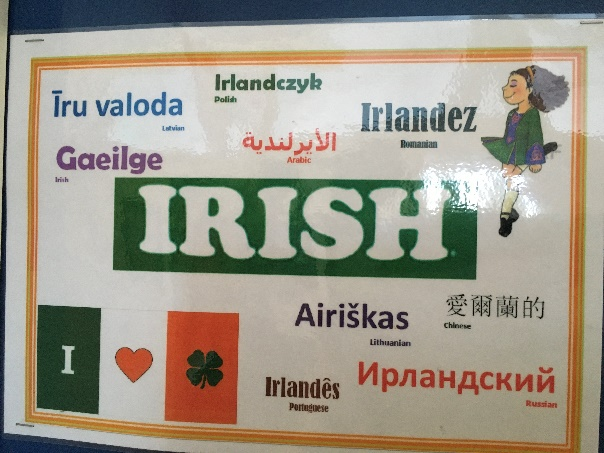 Irlandczyk
Polish
Īru valoda
Latvian
Irlandez
Romanian
الأيرلندية
Arabic
Gaeilge
Irish
IRISH
Airiškas
Lithuanian
愛爾蘭的
Chinese
I
Irlandês
Portuguese
Ирландский
Russian